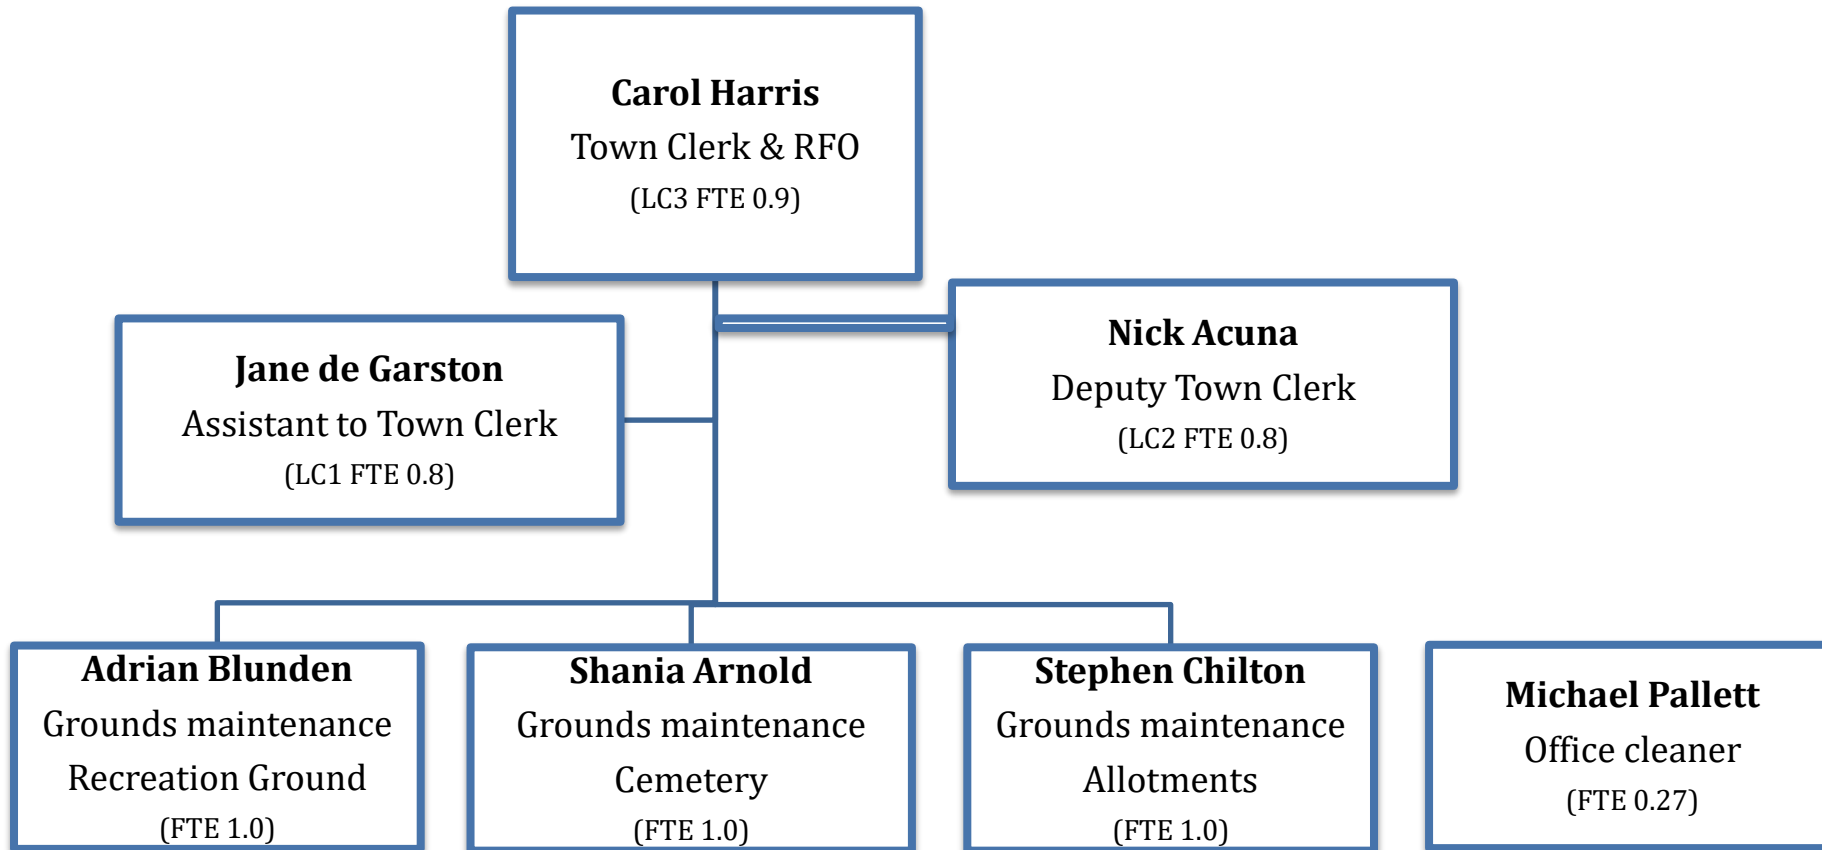 Carol Harris
Town Clerk & RFO
(LC3 FTE 0.9)
Nick Acuna
Deputy Town Clerk
(LC2 FTE 0.8)
Jane de Garston
Assistant to Town Clerk
(LC1 FTE 0.8)
Adrian Blunden
Grounds maintenance
Recreation Ground
(FTE 1.0)
Shania Arnold
Grounds maintenance
Cemetery
(FTE 1.0)
Stephen Chilton
Grounds maintenance
Allotments
(FTE 1.0)
Michael Pallett
Office cleaner
(FTE 0.27)